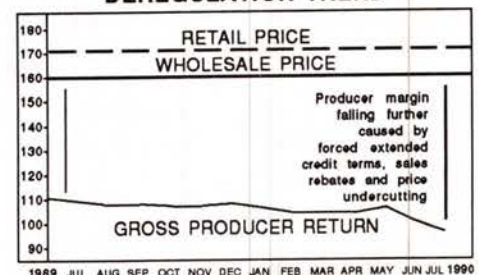 DEREGULATION TREND
180-
RETAIL PRICE
170-
WHOLESALE PRICE
160-
150-
140-
130-
120-
110-
100-
90-
Producer margin
falling further
caused by
forced extended
credit terms, sales
rebates and price
undercutting
GROSS PRODUCER RETURN
1989 JUL AUG SEP OCT NOV DEC JAN FEB MAR APR MAY JUN JUL 1990